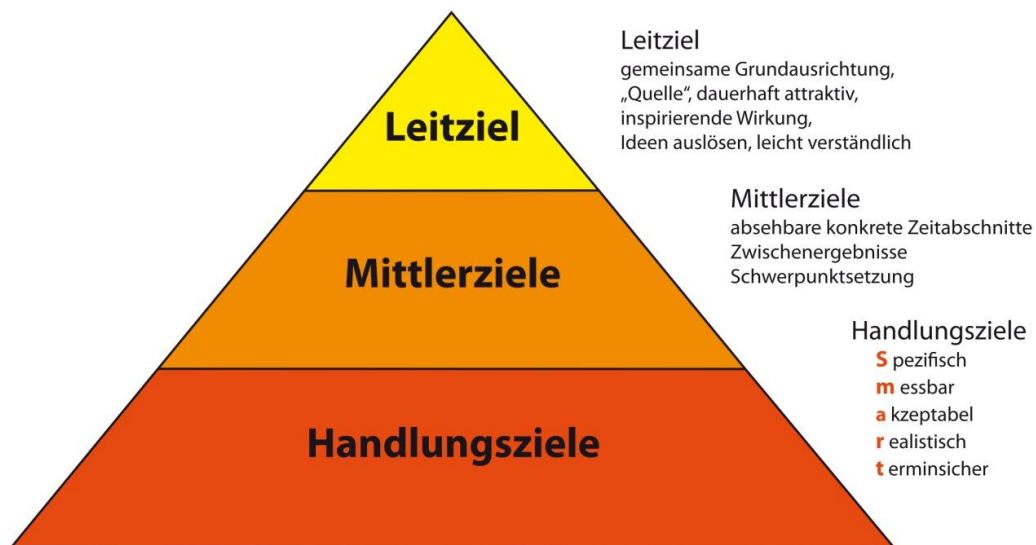 Leitziel
Leitziel
gemeinsame Grundausrichtung,
„Quelle“, dauerhaft attraktiv,
inspirierende Wirkung,
Ideen auslösen, leicht verständlich
Mittlerziele
Mittlerziele
absehbare konkrete Zeitabschnitte
Zwischenergebnisse
Schwerpunktsetzung
Handlungsziele
Handlungsziele
S pezifisch
m essbar
a kzeptabel
r ealistisch
t erminsicher